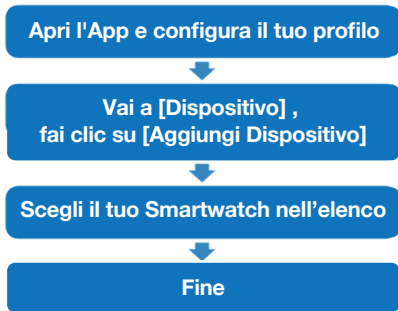 Apri l'App e configura il tuo profilo
Vai a [Dispositivo] ,
fai clic su [Aggiungi Dispositivo]
Scegli il tuo Smartwatch nell’elenco
Fine